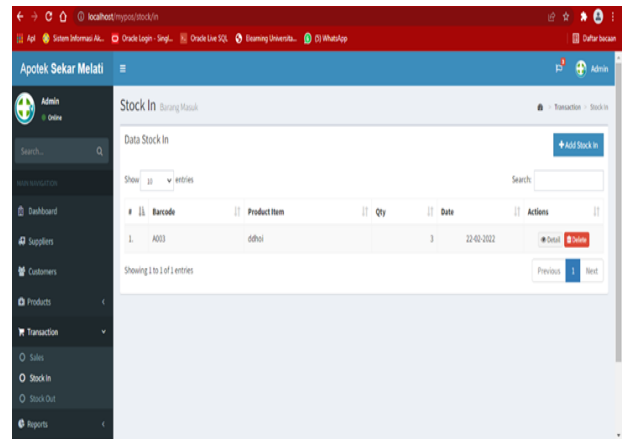 localhost/mypos/stock/in
Apl Sistem Informasi Ak... Oracle Login - Singl... Oracle Live SQL Elearning Universita... (1) WhatsApp Daftar bacaan
Apotek Sekar Melati Admin
Admin
Online
Stock In Barang Masuk
Transaction > Stock In
Search...
Data Stock In
+ Add Stock In
Show 10 entries
Search:
MAIN NAVIGATION
# Barcode Product Item Qty Date Actions
1. A003 ddhoi 3 22-02-2022 Detail Delete
Showing 1 to 1 of 1 entries
Previous 1 Next
Dashboard
Suppliers
Customers
Products
Transaction
Sales
Stock In
Stock Out
Reports